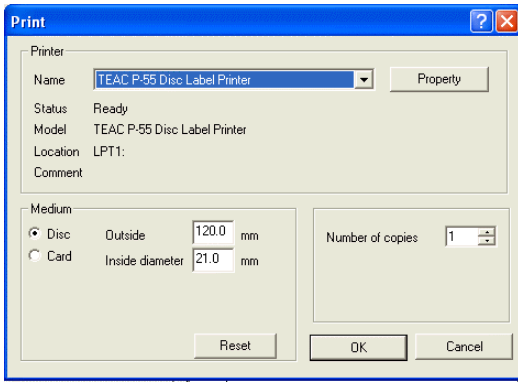 Print
Printer
Name TEAC P-55 Disc Label Printer Property
Status Ready
Model TEAC P-55 Disc Label Printer
Location LPT1:
Comment
Medium
Disc Outside 120.0 mm
Card Inside diameter 21.0 mm
Number of copies 1
Reset
OK Cancel